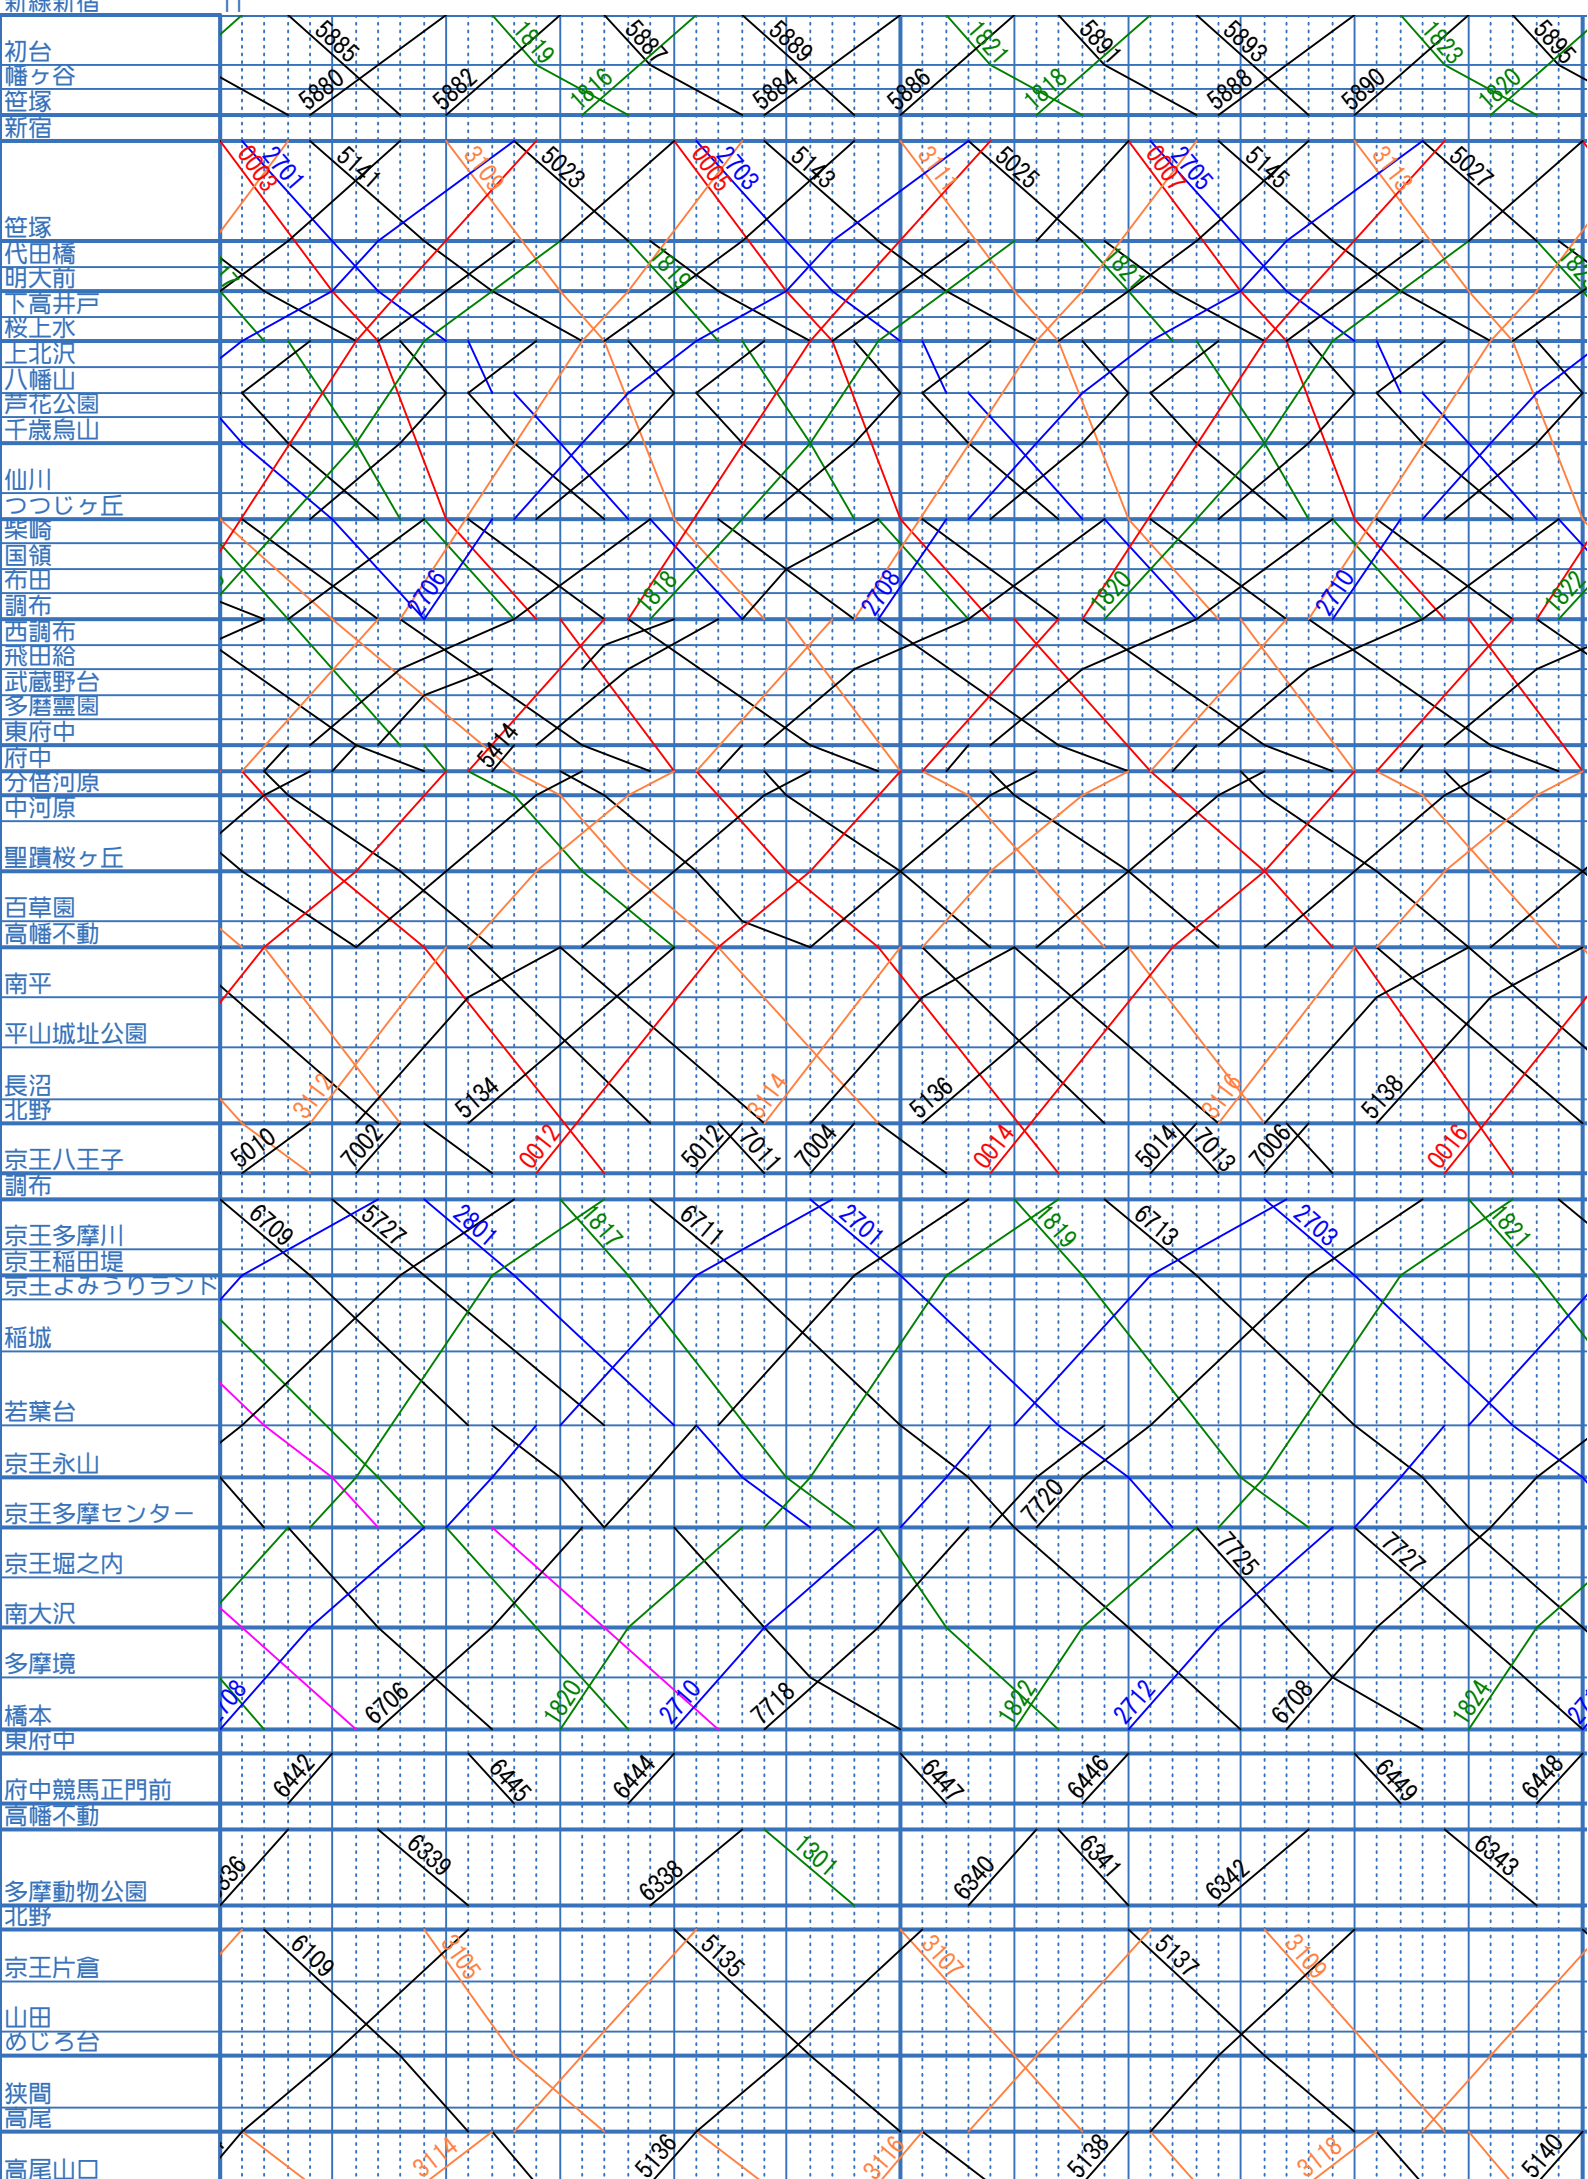 新線新宿 11
初台
幡ヶ谷
笹塚
5885 1819 5887 5889 1821 5891 5893 1823 5895
5880 5882 1816 5884 5886 1818 5888 5890 1820
新宿
0003 2701 5141 3109 5023 0005 2703 5143 3111 5025 0007 2705 5145 3113 5027
笹塚
代田橋
明大前
1819 1821
下高井戸
桜上水
上北沢
八幡山
芦花公園
千歳烏山
仙川
つつじヶ丘
柴崎
国領
布田
調布
2706 1818 2708 1820 2710 1822
西調布
飛田給
武蔵野台
多磨霊園
東府中
府中
5414
分倍河原
中河原
聖蹟桜ヶ丘
百草園
高幡不動
南平
平山城址公園
長沼
北野
3112 5134 3114 5136 3116 5138
京王八王子
5010 7002 0012 5012 7011 7004 0014 5014 7013 7006 0016
調布
6709 5727 2801 1817 6711 2701 1819 6713 2703 1821
京王多摩川
京王稲田堤
京王よみうりランド
稲城
若葉台
京王永山
京王多摩センター
7720
京王堀之内
7725 7727
南大沢
多摩境
橋本
708 6706 1820 2710 7718 1822 2712 6708 1824
東府中
府中競馬正門前
6442 6445 6444 6447 6446 6449 6448
高幡不動
多摩動物公園
336 6339 6338 1301 6340 6341 6342 6343
北野
6109 3105 5135 3107 5137 3109
京王片倉
山田
めじろ台
狭間
高尾
高尾山口
3114 5136 3116 5138 3118 5140